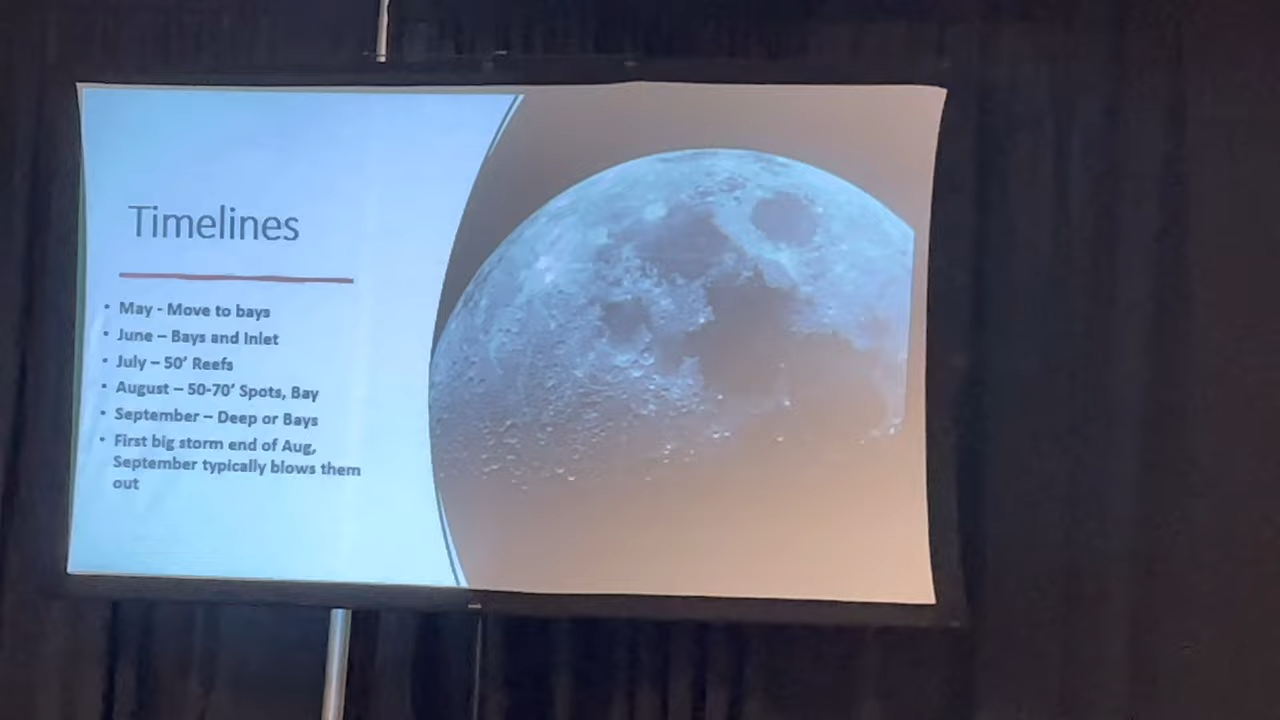 Timelines
• May - Move to bays
• June – Bays and Inlet
• July – 50’ Reefs
• August – 50-70’ Spots, Bay
• September – Deep or Bays
• First big storm end of Aug,
September typically blows them
out